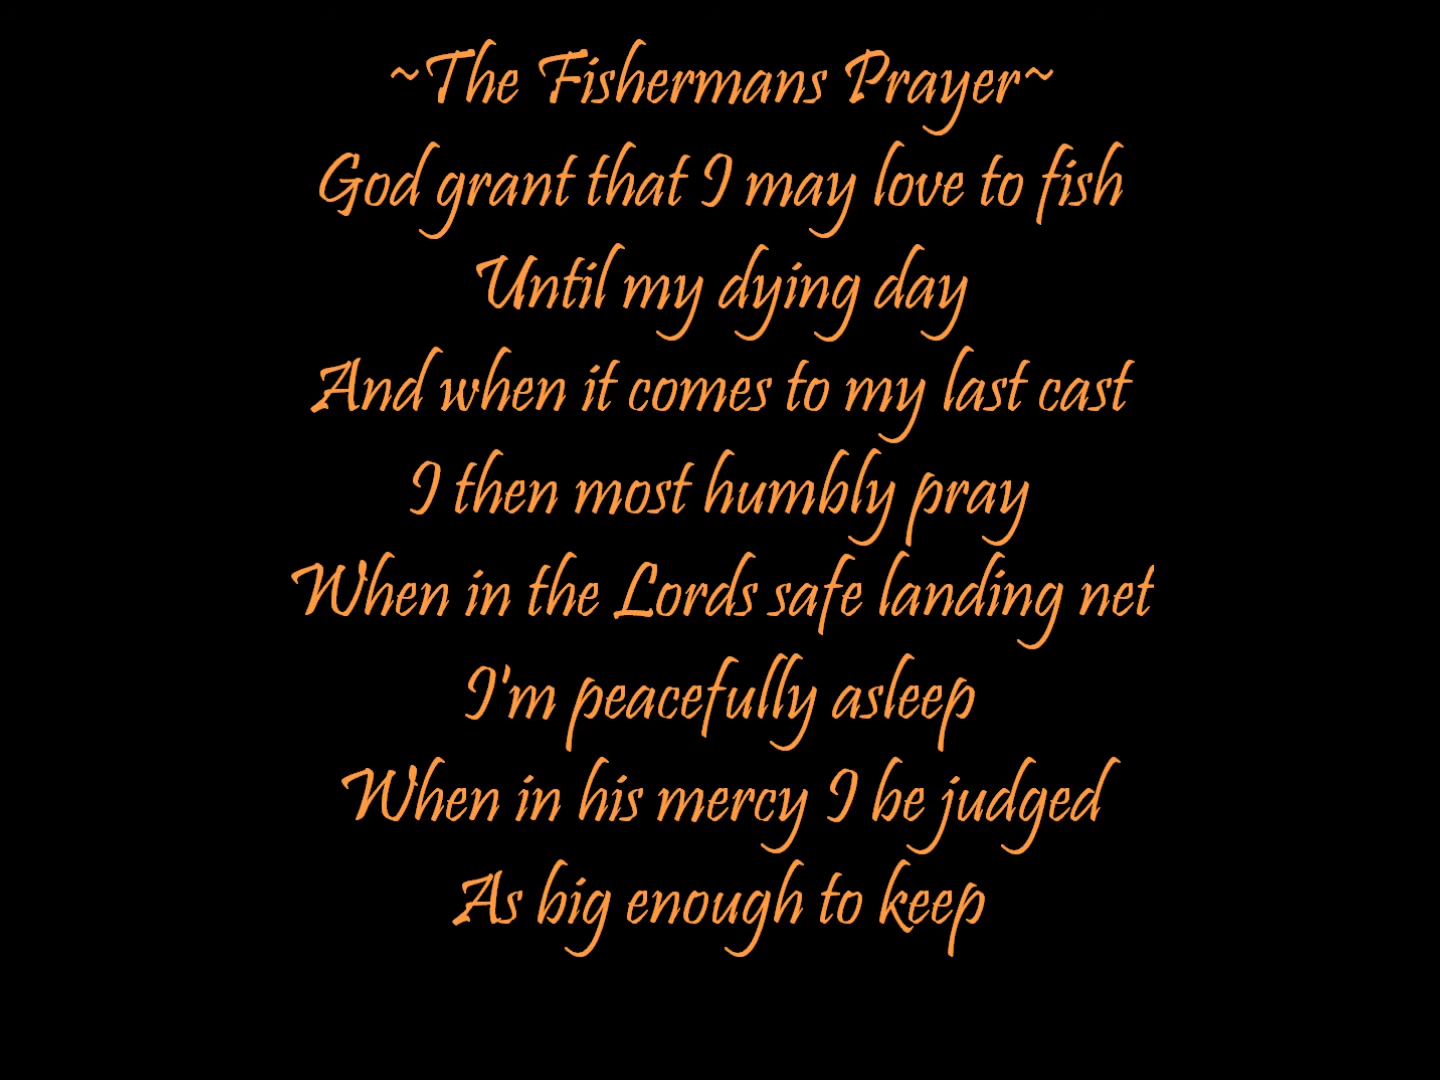 ~The Fishermans Prayer~
God grant that I may love to fish
Until my dying day
And when it comes to my last cast
I then most humbly pray
When in the Lords safe landing net
I'm peacefully asleep
When in his mercy I be judged
As big enough to keep